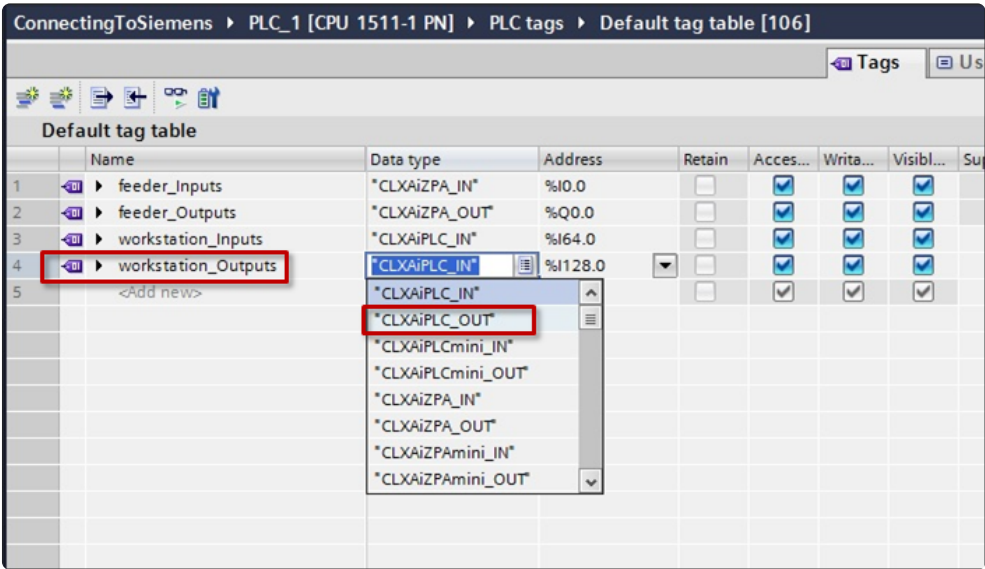 ConnectingToSiemens ▸ PLC_1 [CPU 1511-1 PN] ▸ PLC tags ▸ Default tag table [106]
Tags Us
Default tag table
Name Data type Address Retain Acces... Writa... Visibl... Sup
1 feeder_Inputs "CLXAiZPA_IN" %I0.0
2 feeder_Outputs "CLXAiZPA_OUT" %Q0.0
3 workstation_Inputs "CLXAiPLC_IN" %I64.0
4 workstation_Outputs "CLXAiPLC_IN" %I128.0
5 <Add new> "CLXAiPLC_IN"
"CLXAiPLC_OUT"
"CLXAiPLCmini_IN"
"CLXAiPLCmini_OUT"
"CLXAiZPA_IN"
"CLXAiZPA_OUT"
"CLXAiZPAmini_IN"
"CLXAiZPAmini_OUT"